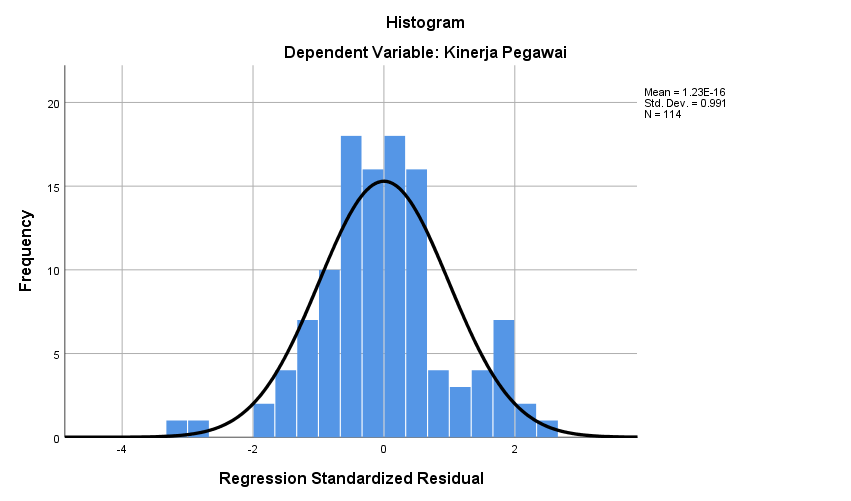 Histogram
Dependent Variable: Kinerja Pegawai
Mean = 1.23E-16
Std. Dev. = 0.991
N = 114
Frequency
20
15
10
5
0
-4
-2
0
2
Regression Standardized Residual